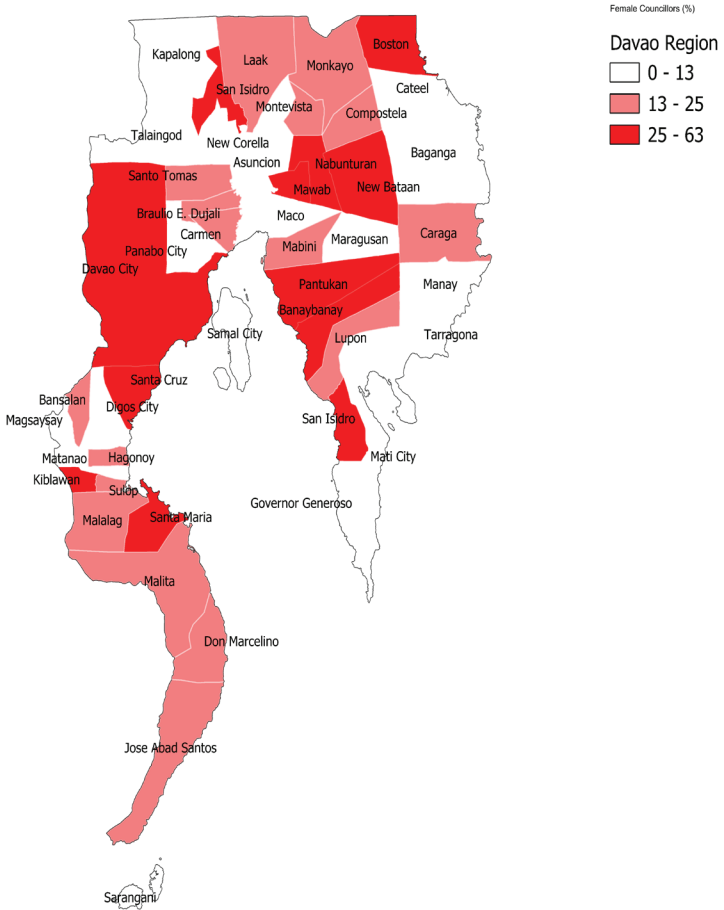 Female Councillors (%)
Davao Region
0 - 13
13 - 25
25 - 63
Boston
Kapalong
Laak
Monkayo
Cateel
San Isidro
Montevista
Compostela
Talaingod
New Corella
Baganga
Asuncion
Nabunturan
Santo Tomas
Mawab
New Bataan
Braulio E. Dujali
Maco
Carmen
Caraga
Maragusan
Mabini
Panabo City
Davao City
Pantukan
Manay
Banaybanay
Samal City
Lupon
Tarragona
Santa Cruz
Bansalan
Digos City
Magsaysay
San Isidro
Matanao
Hagonoy
Mati City
Kiblawan
Sulop
Governor Generoso
Malalag
Santa Maria
Malita
Don Marcelino
Jose Abad Santos
Sarangani